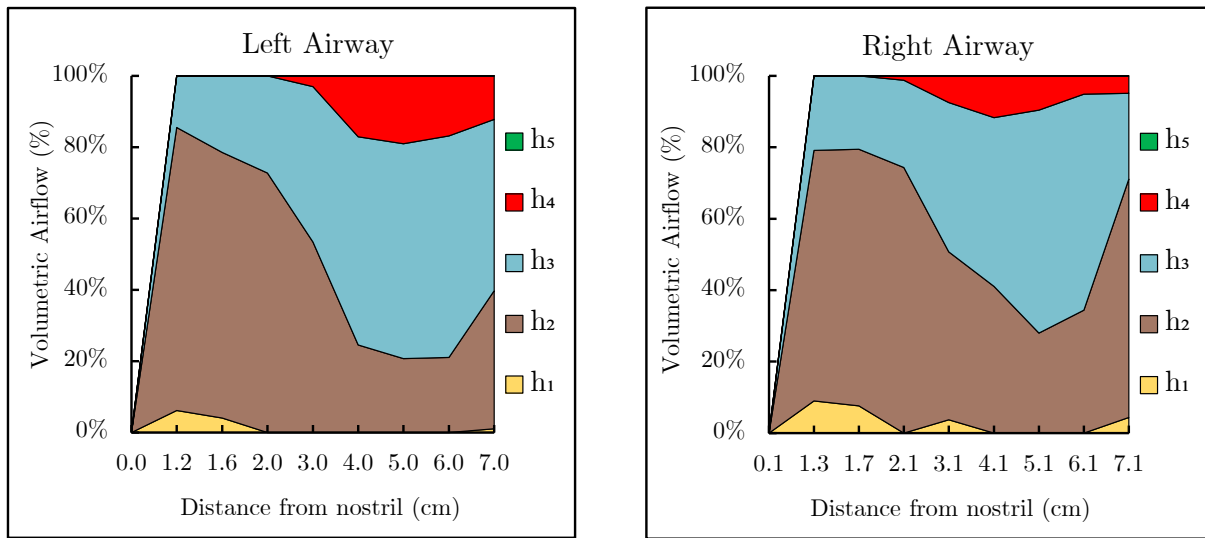 Left Airway
Volumetric Airflow (%)
100%
80%
60%
40%
20%
0%
0.0 1.2 1.6 2.0 3.0 4.0 5.0 6.0 7.0
Distance from nostril (cm)
h₅
h₄
h₃
h₂
h₁
Right Airway
Volumetric Airflow (%)
100%
80%
60%
40%
20%
0%
0.1 1.3 1.7 2.1 3.1 4.1 5.1 6.1 7.1
Distance from nostril (cm)
h₅
h₄
h₃
h₂
h₁